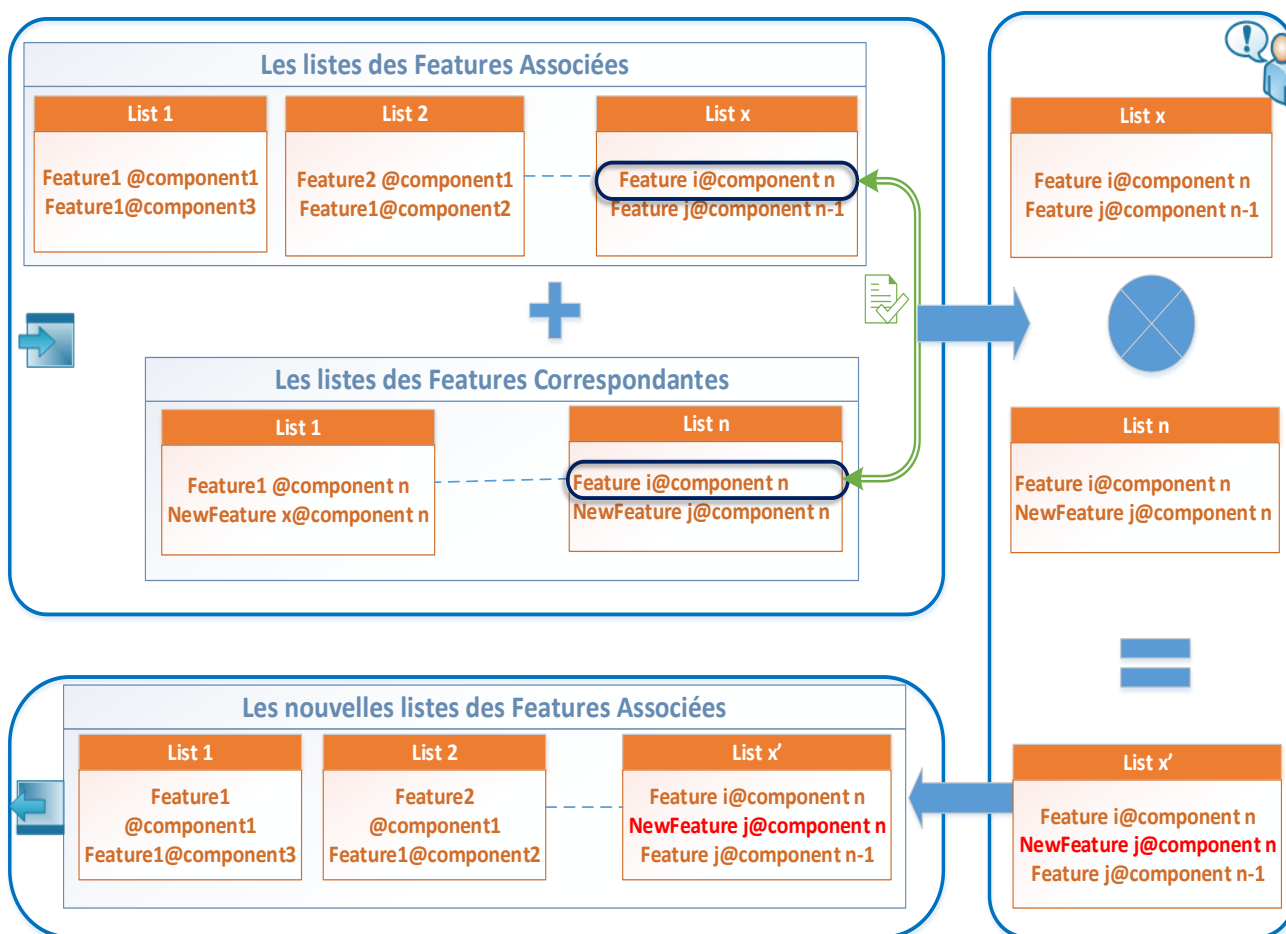 Les listes des Features Associées
List 1
Feature1 @component1
Feature1@component3
List 2
Feature2 @component1
Feature1@component2
List x
Feature i@component n
Feature j@component n-1
Les listes des Features Correspondantes
List 1
Feature1 @component n
NewFeature x@component n
List n
Feature i@component n
NewFeature j@component n
List x
Feature i@component n
Feature j@component n-1
List n
Feature i@component n
NewFeature j@component n
List x’
Feature i@component n
NewFeature j@component n
Feature j@component n-1
Les nouvelles listes des Features Associées
List 1
Feature1
@component1
Feature1@component3
List 2
Feature2
@component1
Feature1@component2
List x’
Feature i@component n
NewFeature j@component n
Feature j@component n-1